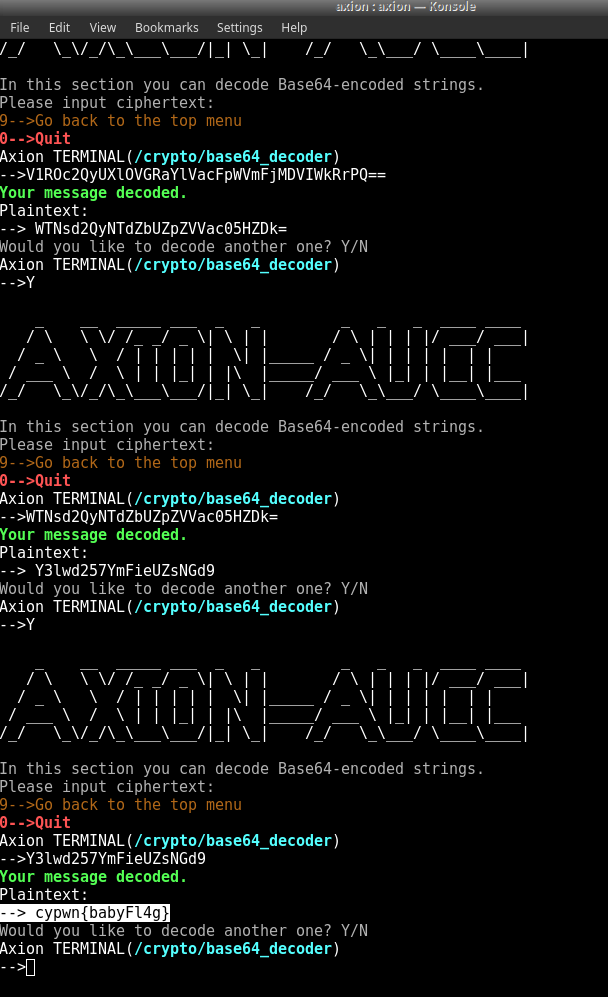 axion : axion — Konsole
File Edit View Bookmarks Settings Help
In this section you can decode Base64-encoded strings.
Please input ciphertext:
9-->Go back to the top menu
0-->Quit
Axion TERMINAL(/crypto/base64_decoder)
-->V1ROc2QyUXlOVGRaYlVacFpWVmFjMDVIWkRrPQ==
Your message decoded.
Plaintext:
--> WTNsd2QyNTdZbUZpZVVac05HZDk=
Would you like to decode another one? Y/N
Axion TERMINAL(/crypto/base64_decoder)
-->Y
AXION-AUCC
In this section you can decode Base64-encoded strings.
Please input ciphertext:
9-->Go back to the top menu
0-->Quit
Axion TERMINAL(/crypto/base64_decoder)
-->WTNsd2QyNTdZbUZpZVVac05HZDk=
Your message decoded.
Plaintext:
--> Y3lwd257YmFieUZsNGd9
Would you like to decode another one? Y/N
Axion TERMINAL(/crypto/base64_decoder)
-->Y
AXION-AUCC
In this section you can decode Base64-encoded strings.
Please input ciphertext:
9-->Go back to the top menu
0-->Quit
Axion TERMINAL(/crypto/base64_decoder)
-->Y3lwd257YmFieUZsNGd9
Your message decoded.
Plaintext:
--> cypwn{babyFl4g}
Would you like to decode another one? Y/N
Axion TERMINAL(/crypto/base64_decoder)
-->